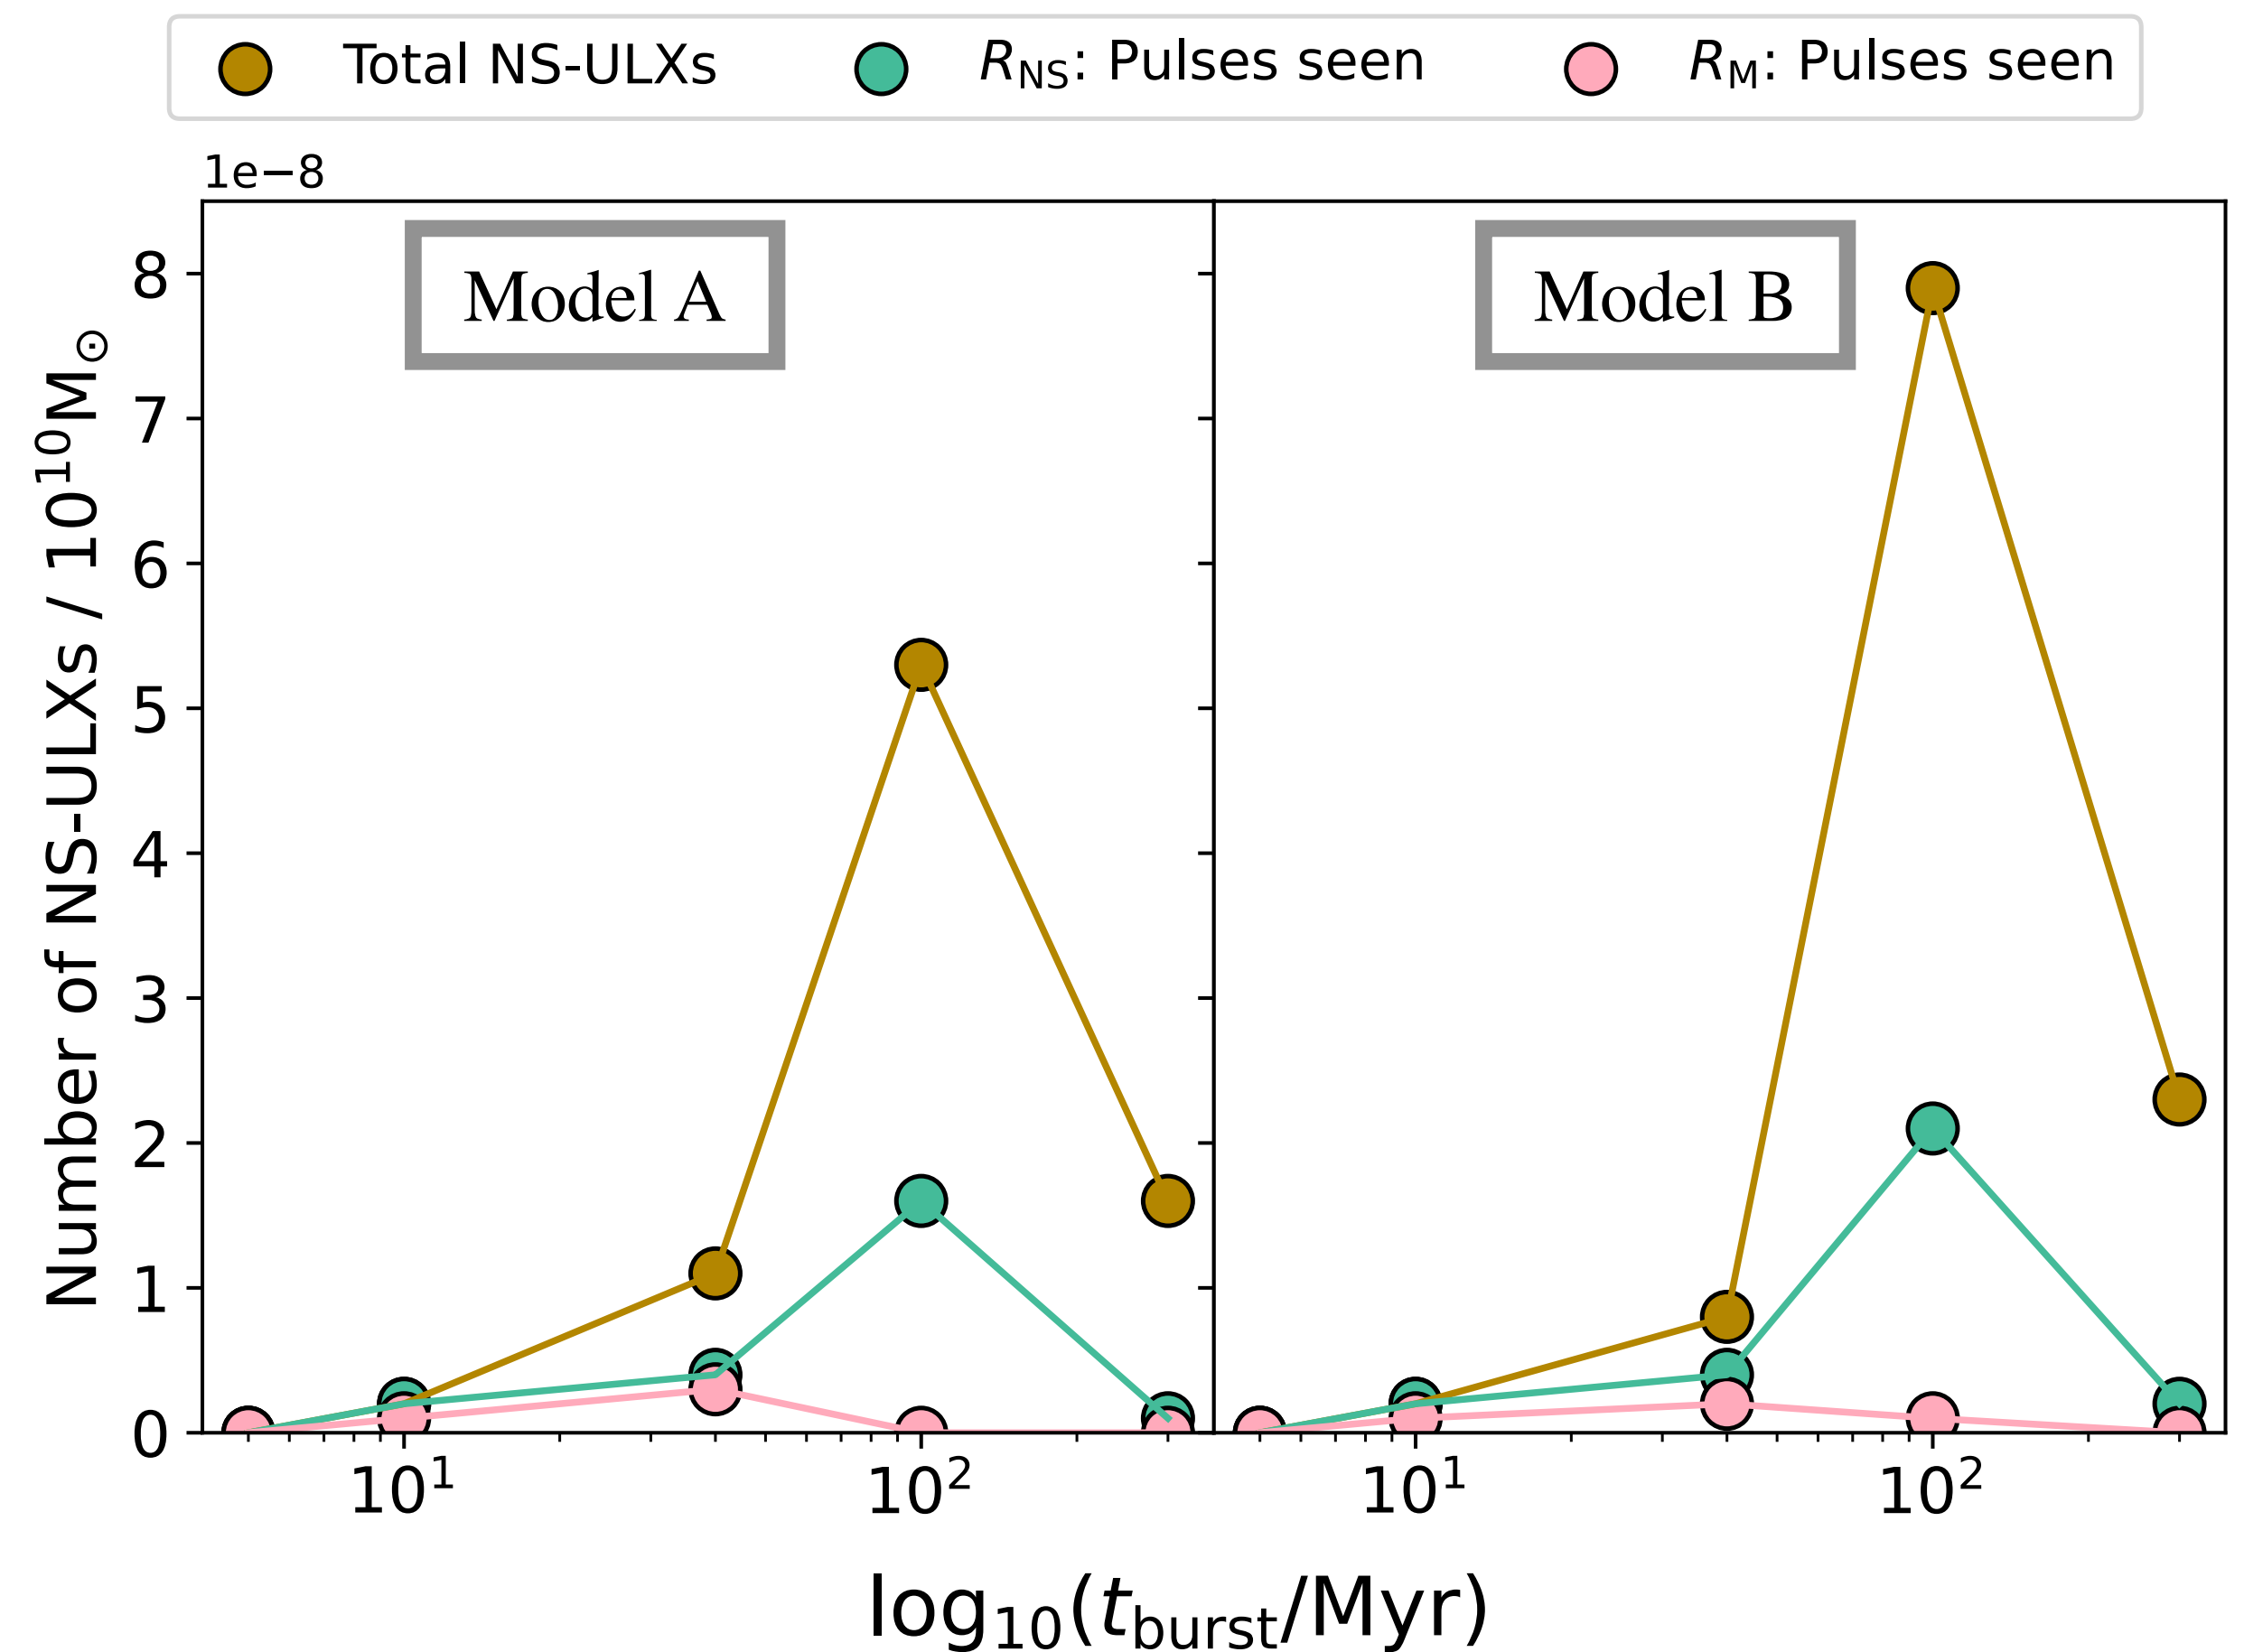 Total NS-ULXs R_NS: Pulses seen R_M: Pulses seen
1e−8
Model A Model B
Number of NS-ULXs / 10^10 M_⊙
8
7
6
5
4
3
2
1
0
10^1 10^2 10^1 10^2
log_10(t_burst/Myr)